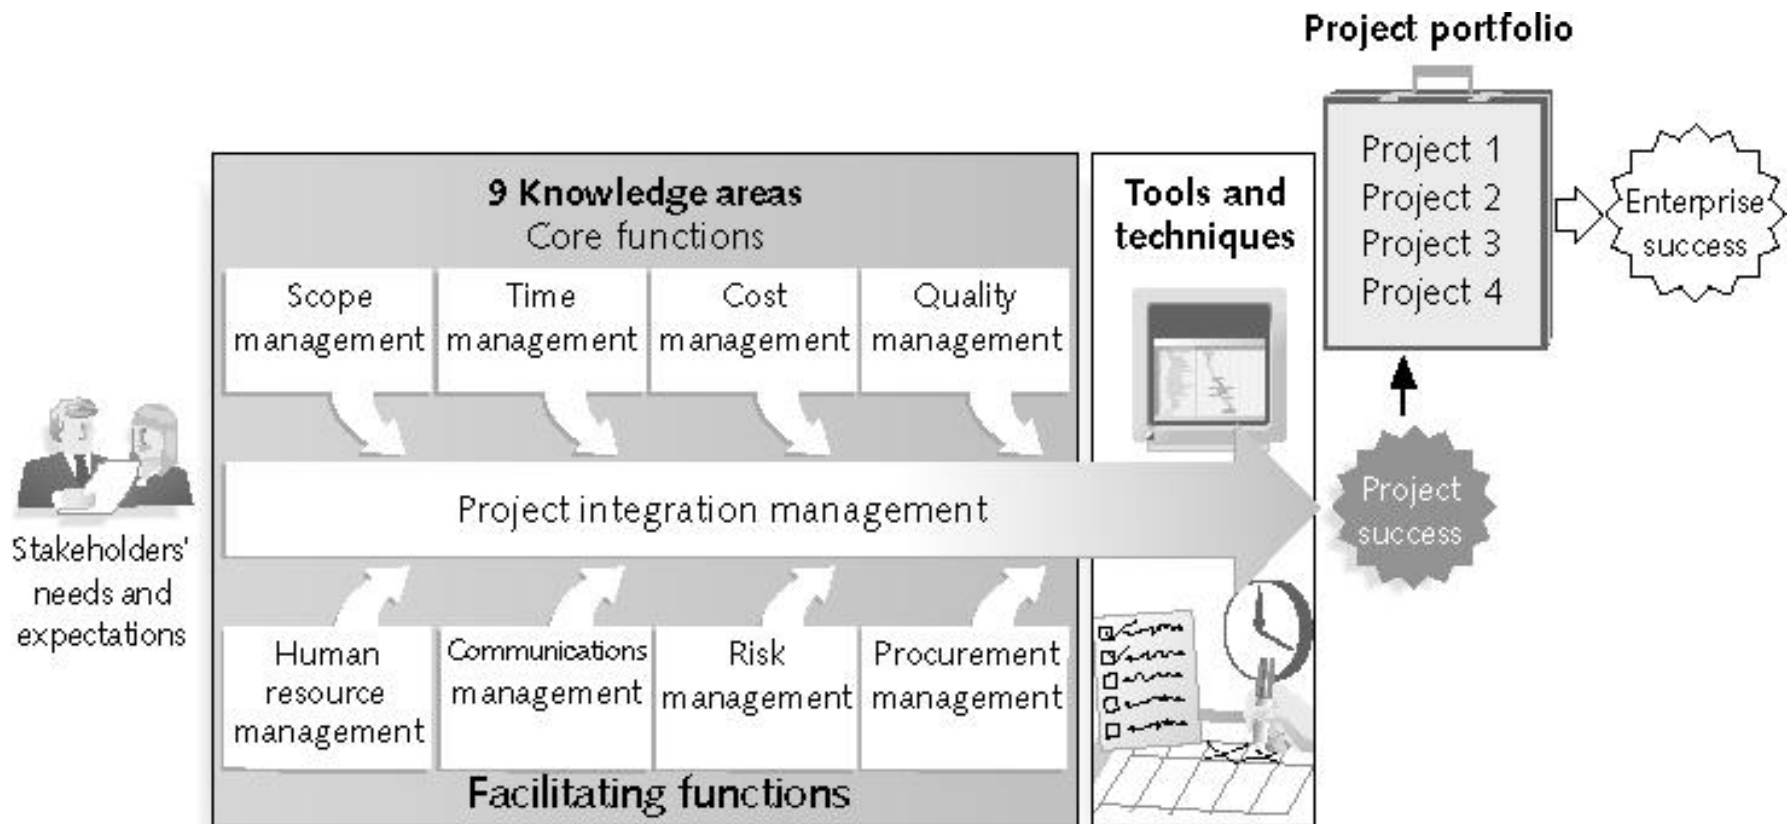 Project portfolio
Project 1
Project 2
Project 3
Project 4
Enterprise
success
9 Knowledge areas
Core functions
Tools and
techniques
Scope
management
Time
management
Cost
management
Quality
management
Stakeholders'
needs and
expectations
Project integration management
Project
success
Human
resource
management
Communications
management
Risk
management
Procurement
management
Facilitating functions